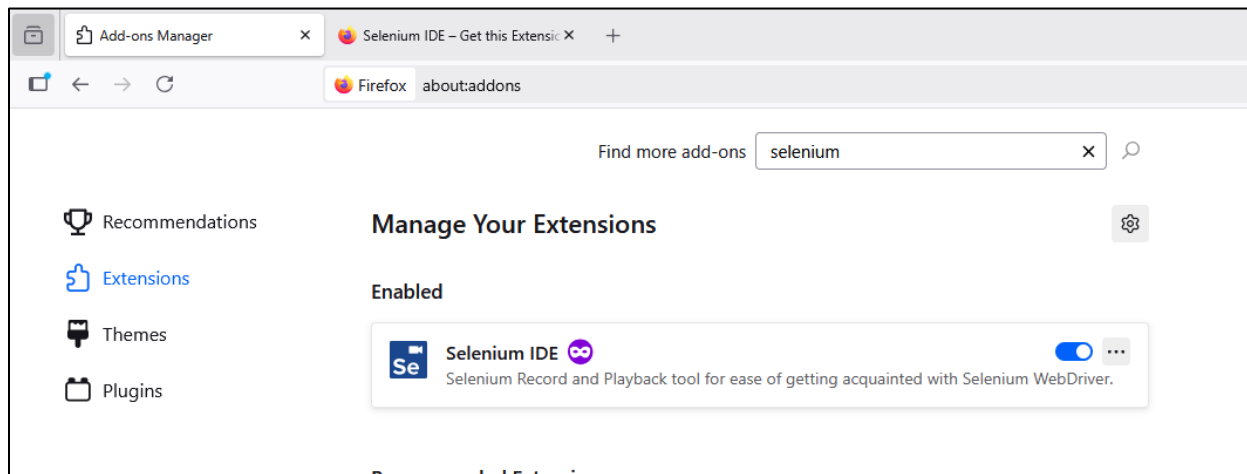 Add-ons Manager
Selenium IDE – Get this Extensic
Firefox about:addons
Find more add-ons selenium
Recommendations
Manage Your Extensions
Extensions
Enabled
Themes
Se
Selenium IDE
Selenium Record and Playback tool for ease of getting acquainted with Selenium WebDriver.
Plugins